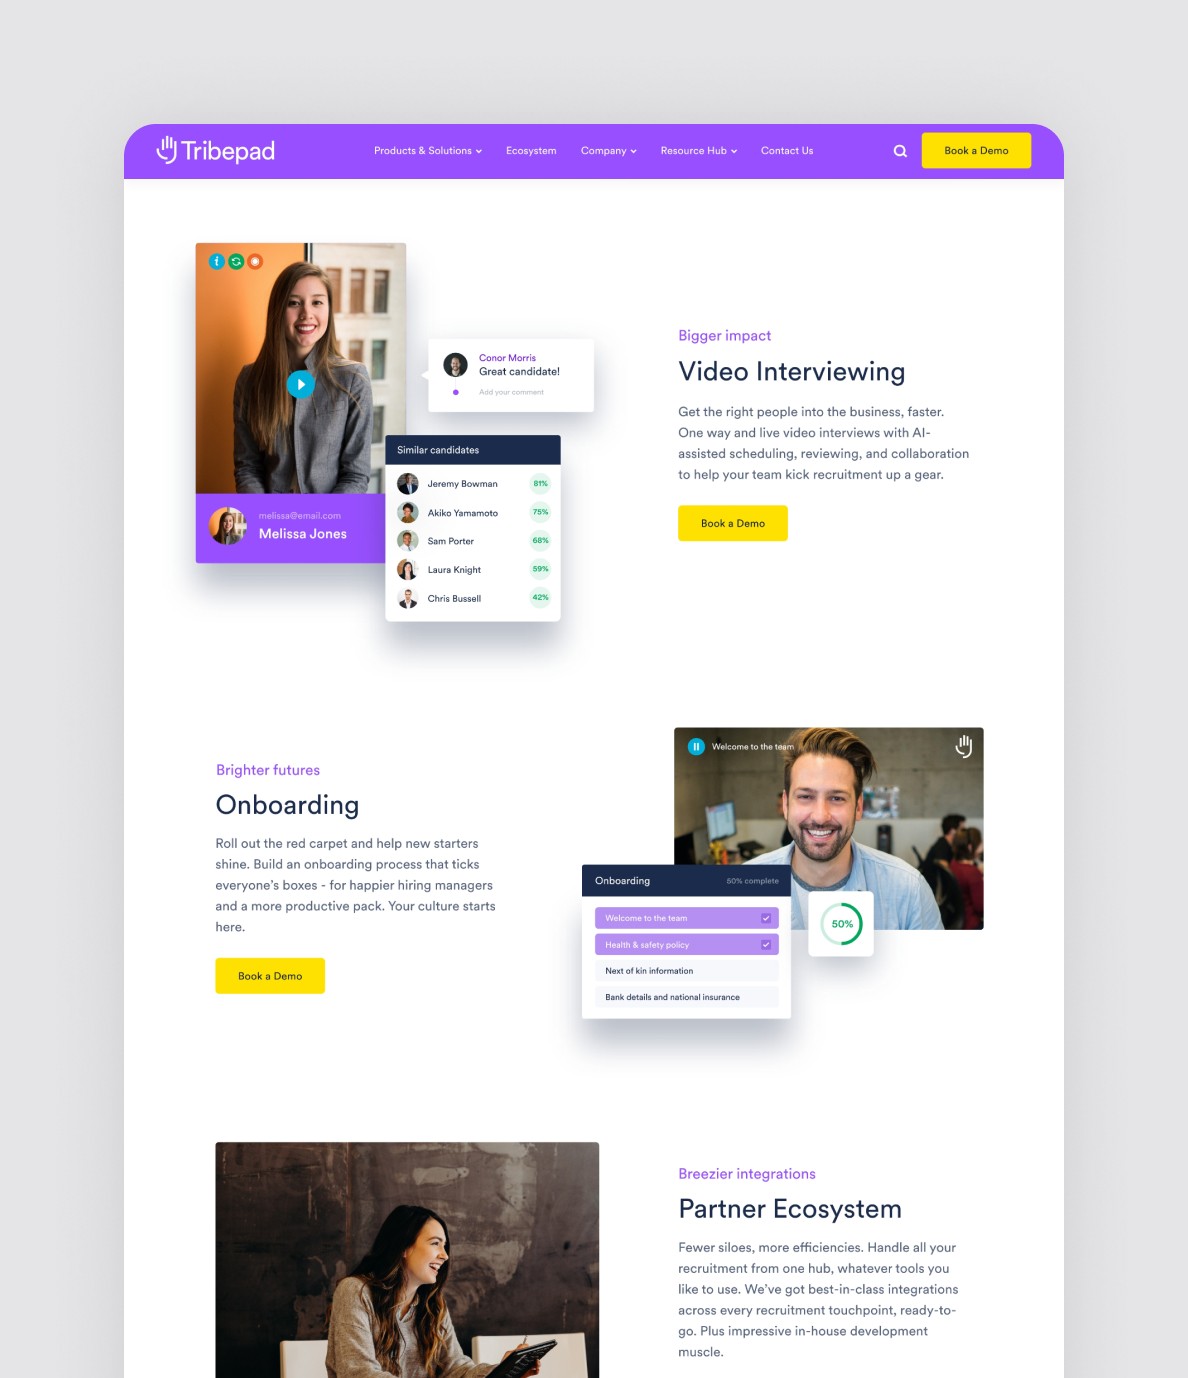 Tribepad
Products & Solutions
Ecosystem
Company
Resource Hub
Contact Us
Book a Demo
Conor Morris
Great candidate!
Add your comment
Similar candidates
Jeremy Bowman 81%
Akiko Yamamoto 75%
Sam Porter 68%
Laura Knight 59%
Chris Bussell 42%
melissa@email.com
Melissa Jones
Bigger impact
Video Interviewing
Get the right people into the business, faster.
One way and live video interviews with AI-
assisted scheduling, reviewing, and collaboration
to help your team kick recruitment up a gear.
Book a Demo
Brighter futures
Onboarding
Roll out the red carpet and help new starters
shine. Build an onboarding process that ticks
everyone's boxes - for happier hiring managers
and a more productive pack. Your culture starts
here.
Book a Demo
Welcome to the team
Onboarding 50% complete
Welcome to the team
Health & safety policy
Next of kin information
Bank details and national insurance
50%
Breezier integrations
Partner Ecosystem
Fewer siloes, more efficiencies. Handle all your
recruitment from one hub, whatever tools you
like to use. We've got best-in-class integrations
across every recruitment touchpoint, ready-to-
go. Plus impressive in-house development
muscle.